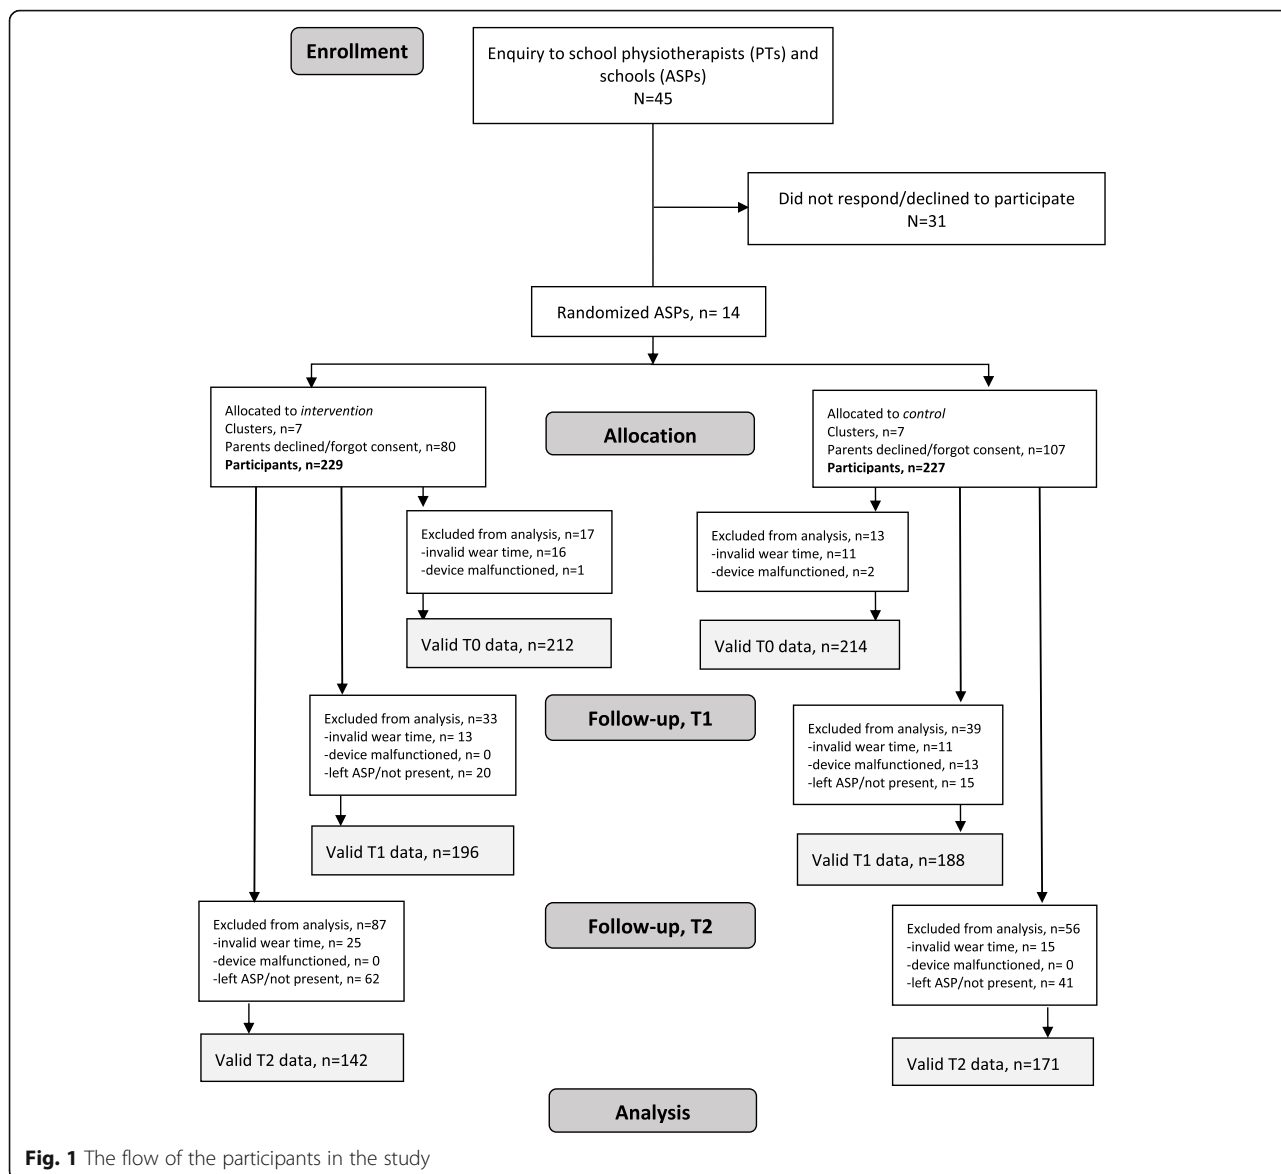 Enrollment
Enquiry to school physiotherapists (PTs) and
schools (ASPs)
N=45
Did not respond/declined to participate
N=31
Randomized ASPs, n= 14
Allocated to intervention
Clusters, n=7
Parents declined/forgot consent, n=80
Participants, n=229
Allocation
Allocated to control
Clusters, n=7
Parents declined/forgot consent, n=107
Participants, n=227
Excluded from analysis, n=17
-invalid wear time, n=16
-device malfunctioned, n=1
Excluded from analysis, n=13
-invalid wear time, n=11
-device malfunctioned, n=2
Valid T0 data, n=212
Valid T0 data, n=214
Excluded from analysis, n=33
-invalid wear time, n= 13
-device malfunctioned, n= 0
-left ASP/not present, n= 20
Follow-up, T1
Excluded from analysis, n=39
-invalid wear time, n=11
-device malfunctioned, n=13
-left ASP/not present, n= 15
Valid T1 data, n=196
Valid T1 data, n=188
Excluded from analysis, n=87
-invalid wear time, n= 25
-device malfunctioned, n= 0
-left ASP/not present, n= 62
Follow-up, T2
Excluded from analysis, n=56
-invalid wear time, n= 15
-device malfunctioned, n= 0
-left ASP/not present, n= 41
Valid T2 data, n=142
Valid T2 data, n=171
Analysis
Fig. 1 The flow of the participants in the study